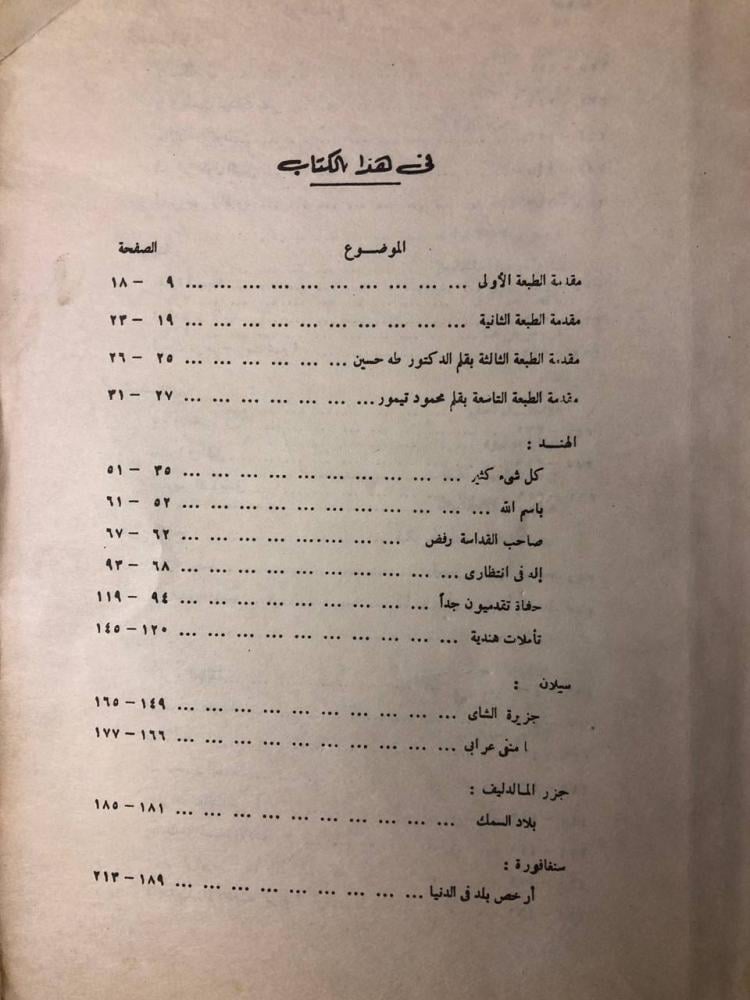 في هذا الكتاب
الموضوع الصفحة
مقدمة الطبعة الأولى ... ... ... ... ... ... ... ... ... ... ٩ – ١٨
مقدمة الطبعة الثانية ... ... ... ... ... ... ... ... ... ... ١٩ – ٢٣
مقدمة الطبعة الثالثة بقلم الدكتور طه حسين ... ... ... ... ... ... ٢٥ – ٢٦
مقدمة الطبعة التاسعة بقلم محمود تيمور ... ... ... ... ... ... ... ٢٧ – ٣١
الهند :
كل شىء كثير ... ... ... ... ... ... ... ... ... ... ٣٥ – ٥١
باسم الله ... ... ... ... ... ... ... ... ... ... ... ٥٢ – ٦١
صاحب القداسة رفض ... ... ... ....... ... ... ... ... ٦٢ – ٦٧
إله فى انتظارى ... ... ... ... ... ... ... ... ... ... ٦٨ – ٩٣
حفاة تقدميون جداً ... ... ... ... ... ... ... ... ... ٩٤ – ١١٩
تأملات هندية ... ... ... ... ... ... ... ... ... ... ١٢٠ – ١٤٥
سيلان :
جزيرة الشاى ... ... ... ... ... ... ... ... ... ... ١٤٩ – ١٦٥
ا منفى عرابى ... ... ... ... ... ... ... ... ... ... ١٦٦ – ١٧٧
جزر المالدليف :
بلاد السمك ... ... ... ... ... ... ... ... ... ... ١٨١ – ١٨٥
سنغافورة :
أرخص بلد فى الدنيا ... ... ... ... ... ... ... ... ... ١٨٩ – ٢١٣